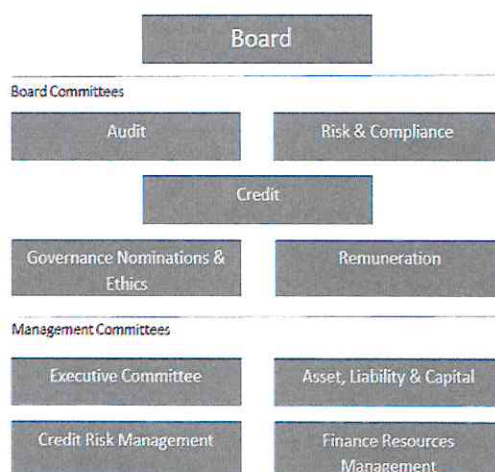 Board
Board Committees
Audit
Risk & Compliance
Credit
Governance Nominations &
Ethics
Remuneration
Management Committees
Executive Committee
Asset, Liability & Capital
Credit Risk Management
Finance Resources
Management